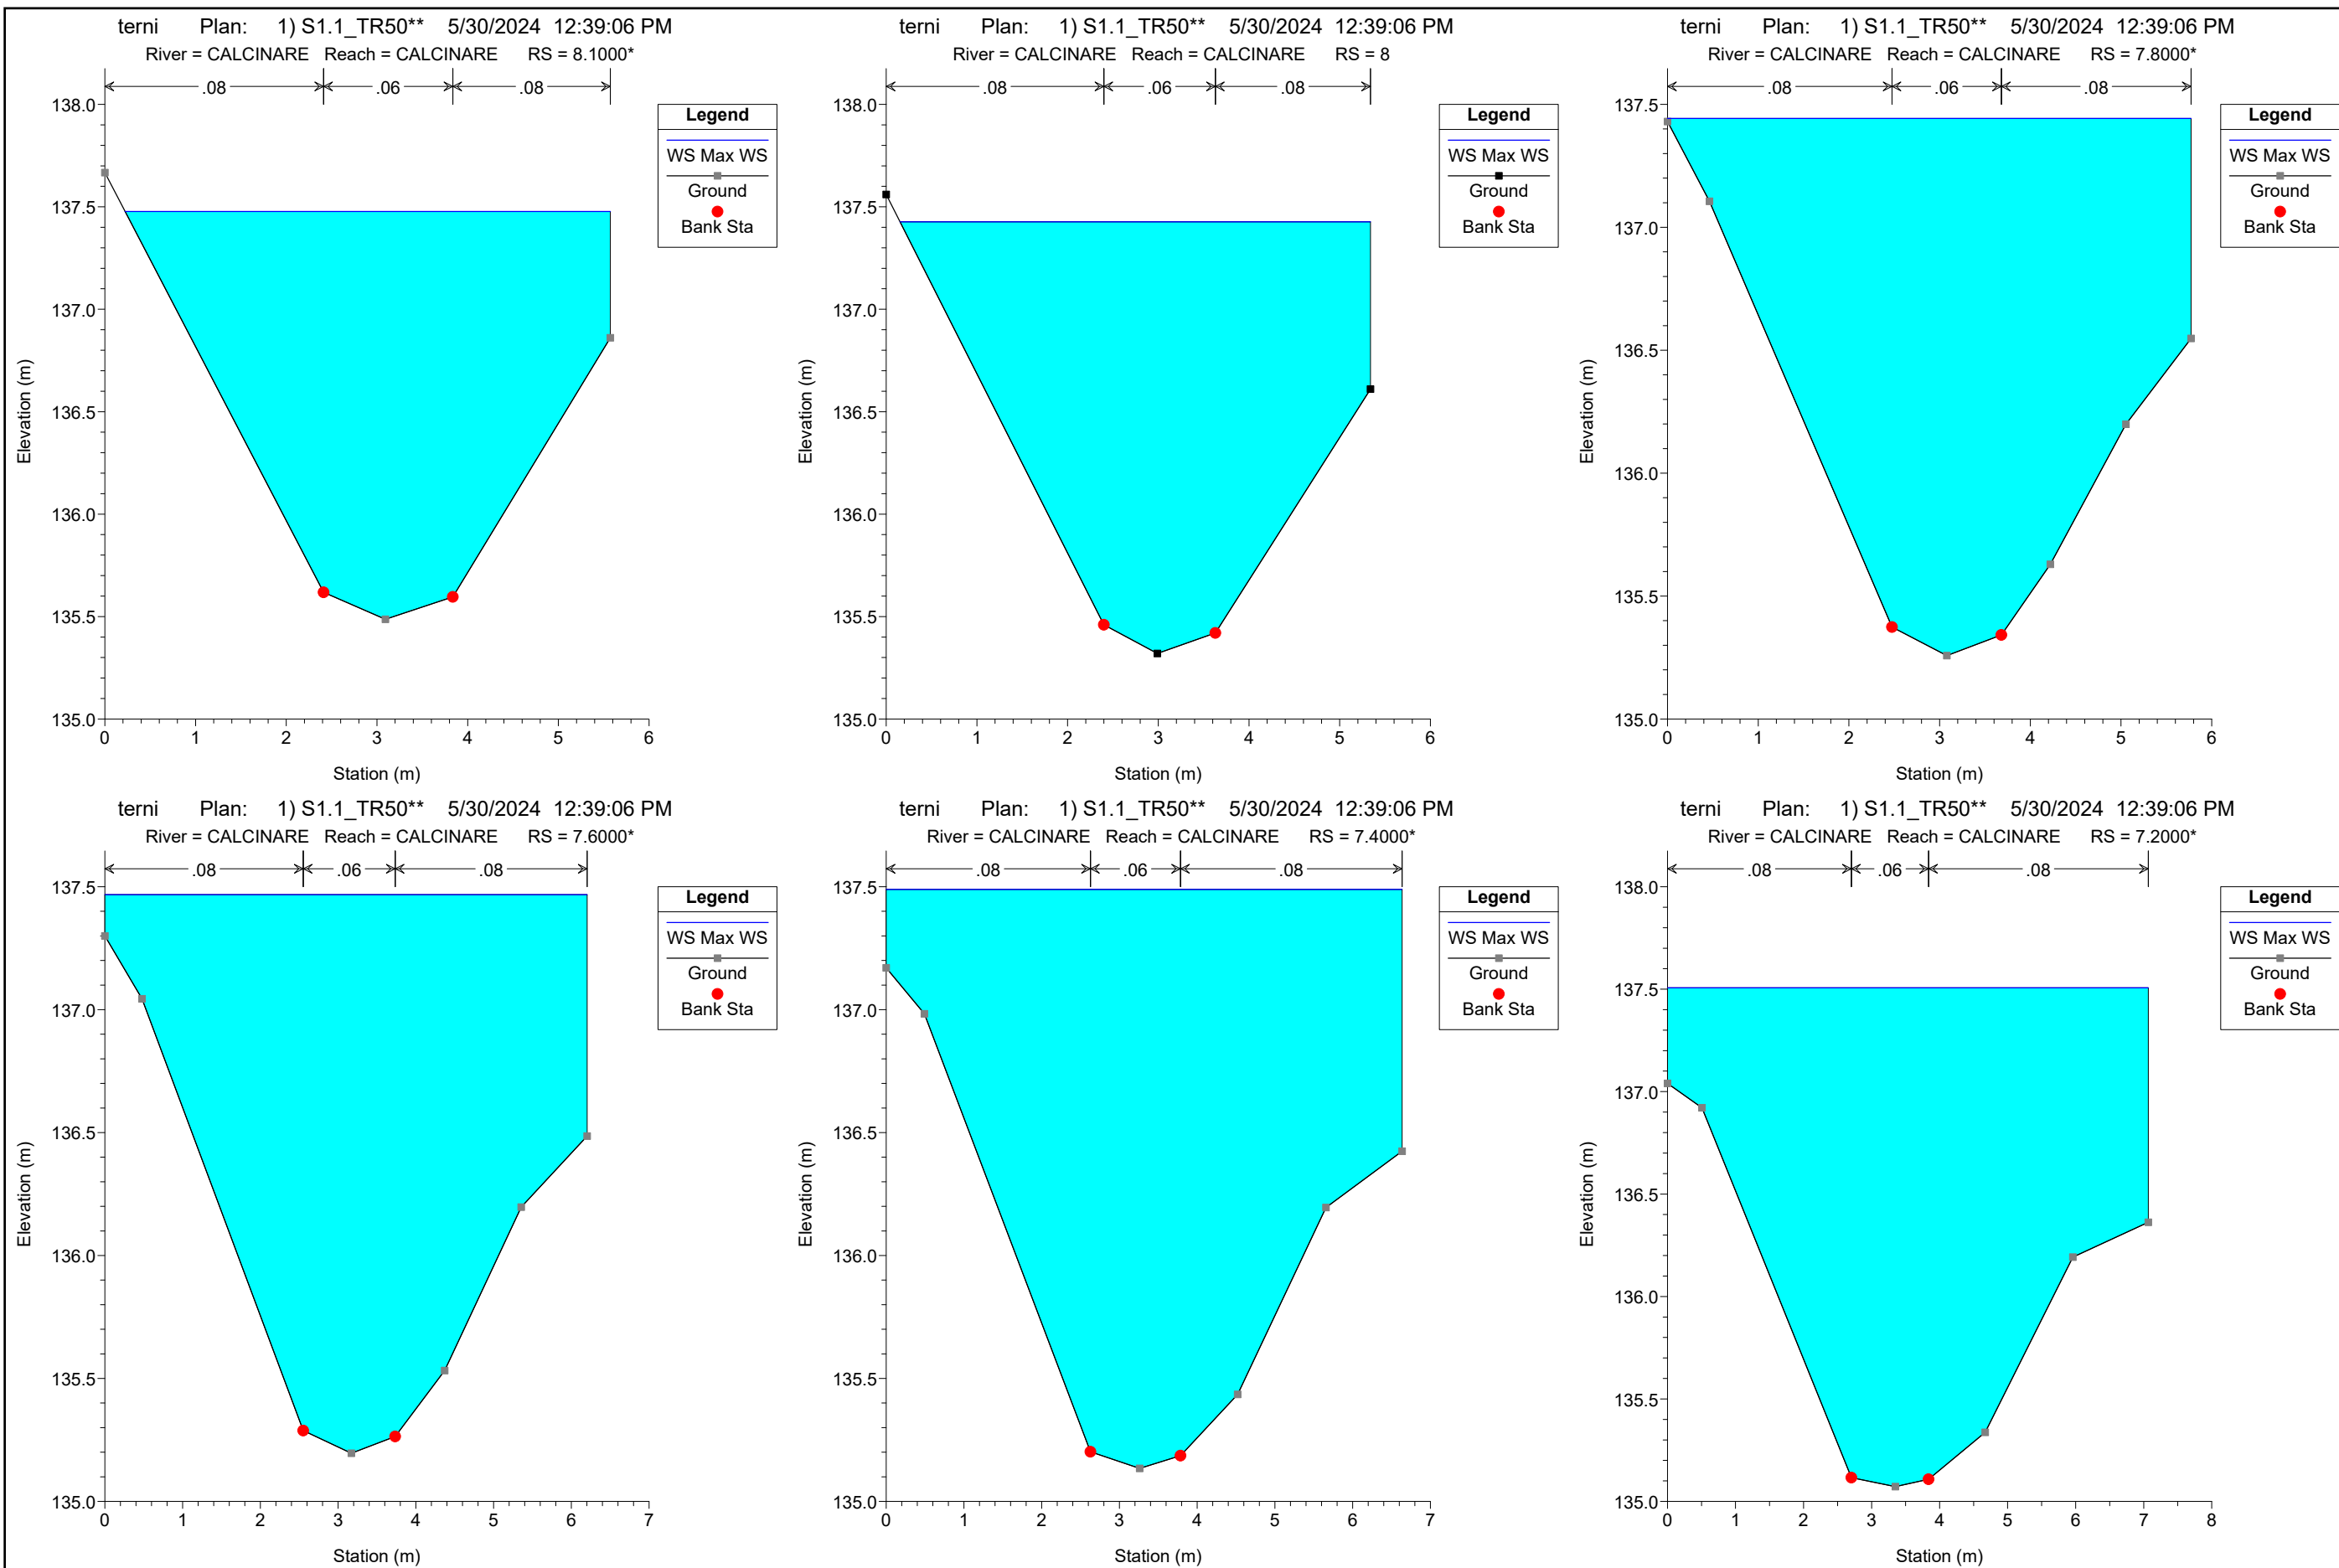 terni Plan: 1) S1.1_TR50** 5/30/2024 12:39:06 PM
River = CALCINARE Reach = CALCINARE RS = 8.1000*
.08 .06 .08
138.0
137.5
137.0
136.5
136.0
135.5
135.0
0 1 2 3 4 5 6
Station (m)
Elevation (m)
Legend
WS Max WS
Ground
Bank Sta
terni Plan: 1) S1.1_TR50** 5/30/2024 12:39:06 PM
River = CALCINARE Reach = CALCINARE RS = 8
.08 .06 .08
138.0
137.5
137.0
136.5
136.0
135.5
135.0
0 1 2 3 4 5 6
Station (m)
Elevation (m)
Legend
WS Max WS
Ground
Bank Sta
terni Plan: 1) S1.1_TR50** 5/30/2024 12:39:06 PM
River = CALCINARE Reach = CALCINARE RS = 7.8000*
.08 .06 .08
137.5
137.0
136.5
136.0
135.5
135.0
0 1 2 3 4 5 6
Station (m)
Elevation (m)
Legend
WS Max WS
Ground
Bank Sta
terni Plan: 1) S1.1_TR50** 5/30/2024 12:39:06 PM
River = CALCINARE Reach = CALCINARE RS = 7.6000*
.08 .06 .08
137.5
137.0
136.5
136.0
135.5
135.0
0 1 2 3 4 5 6 7
Station (m)
Elevation (m)
Legend
WS Max WS
Ground
Bank Sta
terni Plan: 1) S1.1_TR50** 5/30/2024 12:39:06 PM
River = CALCINARE Reach = CALCINARE RS = 7.4000*
.08 .06 .08
137.5
137.0
136.5
136.0
135.5
135.0
0 1 2 3 4 5 6 7
Station (m)
Elevation (m)
Legend
WS Max WS
Ground
Bank Sta
terni Plan: 1) S1.1_TR50** 5/30/2024 12:39:06 PM
River = CALCINARE Reach = CALCINARE RS = 7.2000*
.08 .06 .08
138.0
137.5
137.0
136.5
136.0
135.5
135.0
0 1 2 3 4 5 6 7 8
Station (m)
Elevation (m)
Legend
WS Max WS
Ground
Bank Sta